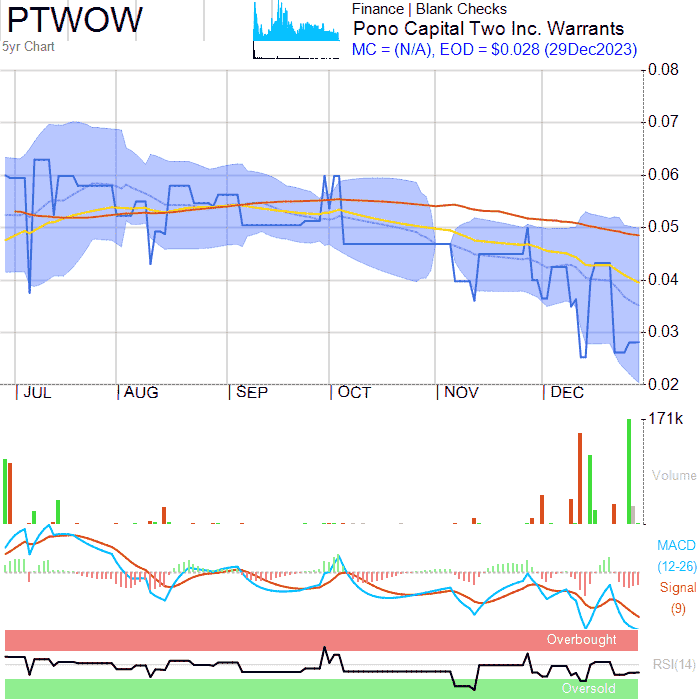 PTWOW
5yr Chart
Finance | Blank Checks
Pono Capital Two Inc. Warrants
MC = (N/A), EOD = $0.028 (29Dec2023)
0.08
0.07
0.06
0.05
0.04
0.03
0.02
JUL
AUG
SEP
OCT
NOV
DEC
171k
Volume
MACD
(12-26)
Signal
(9)
Overbought
RSI(14)
Oversold